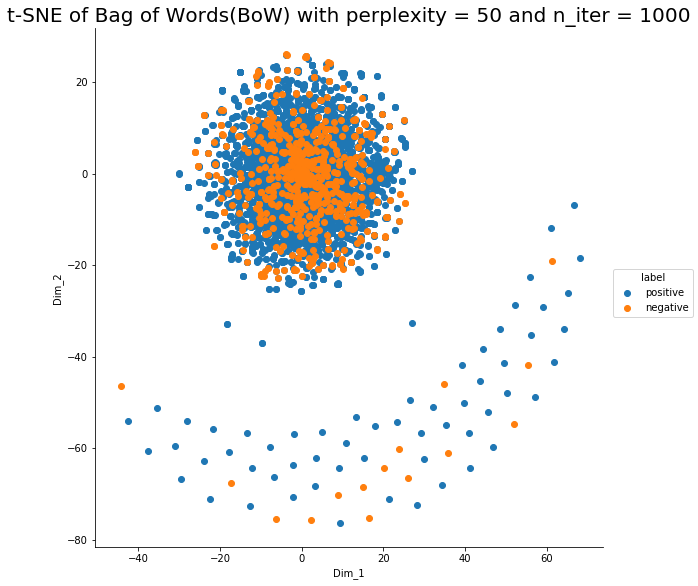 t-SNE of Bag of Words(BoW) with perplexity = 50 and n_iter = 1000
20
0
−20
−40
−60
−80
Dim_2
−40
−20
0
20
40
60
Dim_1
label
positive
negative